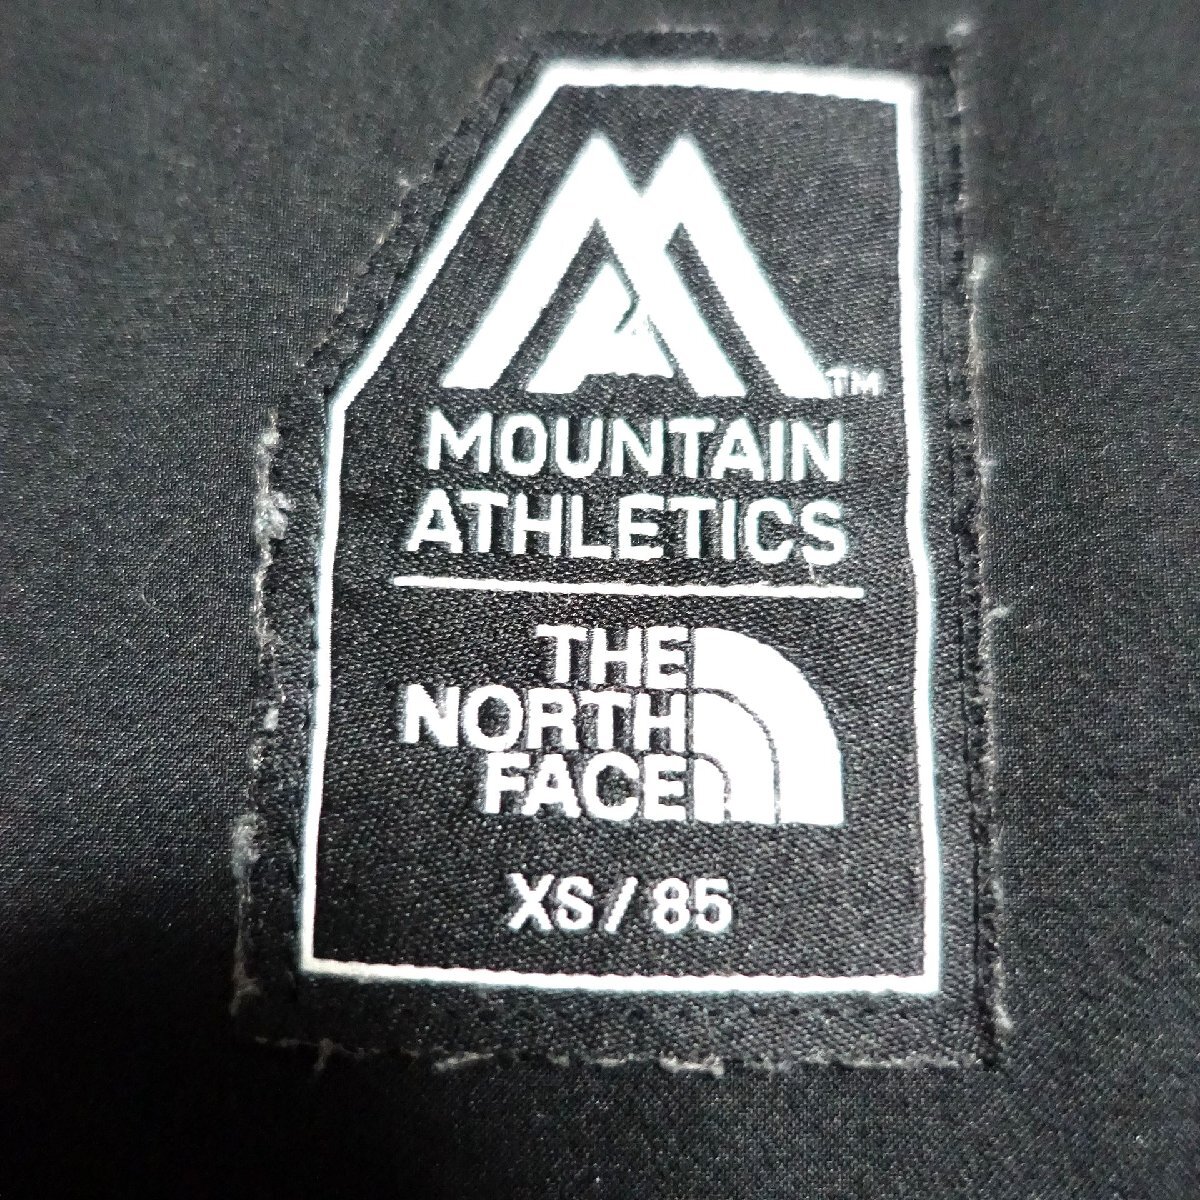 TM
MOUNTAIN
ATHLETICS
THE
NORTH
FACE
XS/85